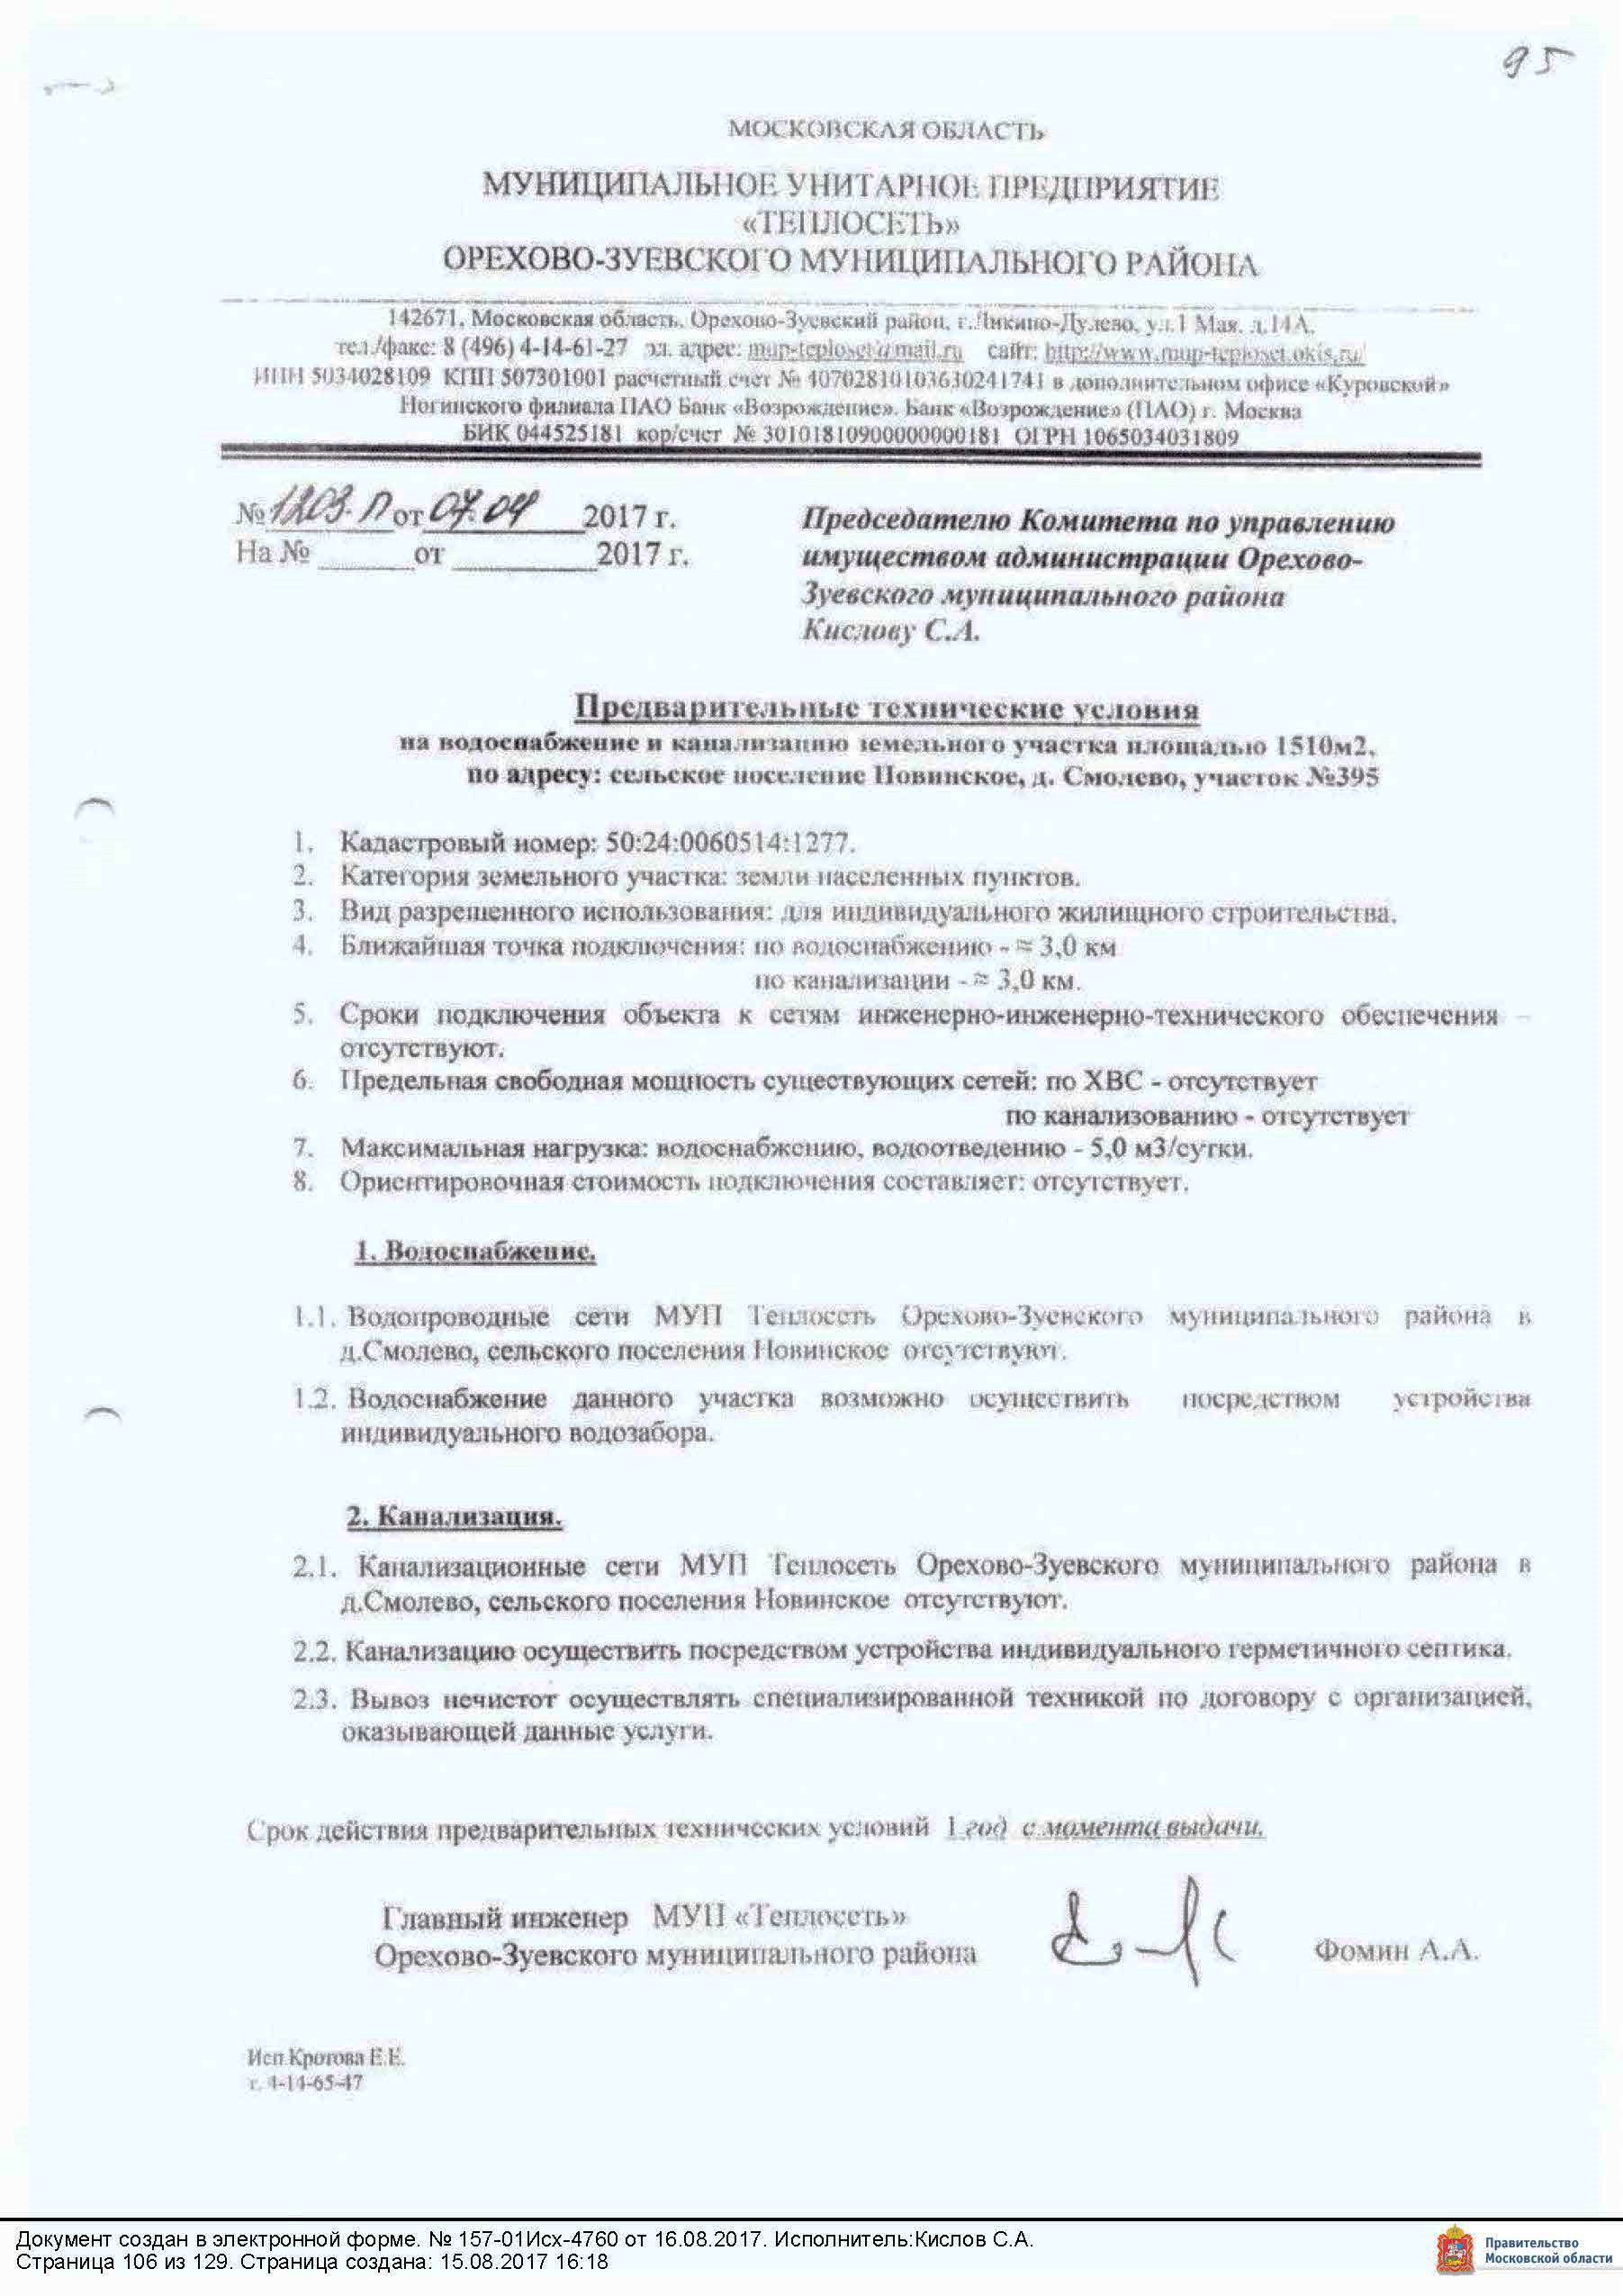 95
МОСКОВСКАЯ ОБЛАСТЬ
МУНИЦИПАЛЬНОЕ УНИТАРНОЕ ПРЕДПРИЯТИЕ
«ТЕПЛОСЕТЬ»
ОРЕХОВО-ЗУЕВСКОГО МУНИЦИПАЛЬНОГО РАЙОНА
142671, Московская область, Орехово-Зуевский район, г.Ликино-Дулево, ул.1 Мая, д.14А,
тел./факс: 8 (496) 4-14-61-27 эл. адрес: mup-teploset@mail.ru сайт: http://www.mup-teploset.okis.ru/
ИНН 5034028109 КПП 507301001 расчетный счет № 40702810103630241741 в дополнительном офисе «Куровской»
Ногинского филиала ПАО Банк «Возрождение». Банк «Возрождение» (ПАО) г. Москва
БИК 044525181 кор/счет № 30101810900000000181 ОГРН 1065034031809
№ 1203-П от 07.04 2017 г.
На № ______ от _________ 2017 г.
Председателю Комитета по управлению
имуществом администрации Орехово-
Зуевского муниципального района
Кислову С.А.
Предварительные технические условия
на водоснабжение и канализацию земельного участка площадью 1510м2,
по адресу: сельское поселение Новинское, д. Смолево, участок №395
1. Кадастровый номер: 50:24:0060514:1277.
2. Категория земельного участка: земли населенных пунктов.
3. Вид разрешенного использования: для индивидуального жилищного строительства.
4. Ближайшая точка подключения: по водоснабжению - ≈ 3,0 км
по канализации - ≈ 3,0 км.
5. Сроки подключения объекта к сетям инженерно-инженерно-технического обеспечения –
отсутствуют.
6. Предельная свободная мощность существующих сетей: по ХВС - отсутствует
по канализованию - отсутствует
7. Максимальная нагрузка: водоснабжению, водоотведению - 5,0 м3/сутки.
8. Ориентировочная стоимость подключения составляет: отсутствует.
1. Водоснабжение.
1.1. Водопроводные сети МУП Теплосеть Орехово-Зуевского муниципального района в
д.Смолево, сельского поселения Новинское отсутствуют.
1.2. Водоснабжение данного участка возможно осуществить посредством устройства
индивидуального водозабора.
2. Канализация.
2.1. Канализационные сети МУП Теплосеть Орехово-Зуевского муниципального района в
д.Смолево, сельского поселения Новинское отсутствуют.
2.2. Канализацию осуществить посредством устройства индивидуального герметичного септика.
2.3. Вывоз нечистот осуществлять специализированной техникой по договору с организацией,
оказывающей данные услуги.
Срок действия предварительных технических условий 1 год с момента выдачи.
Главный инженер МУП «Теплосеть»
Орехово-Зуевского муниципального района
Фомин А.А.
Исп.Кротова Е.Е.
т. 4-14-65-47
Документ создан в электронной форме. № 157-01Исх-4760 от 16.08.2017. Исполнитель:Кислов С.А.
Страница 106 из 129. Страница создана: 15.08.2017 16:18
Правительство
Московской области